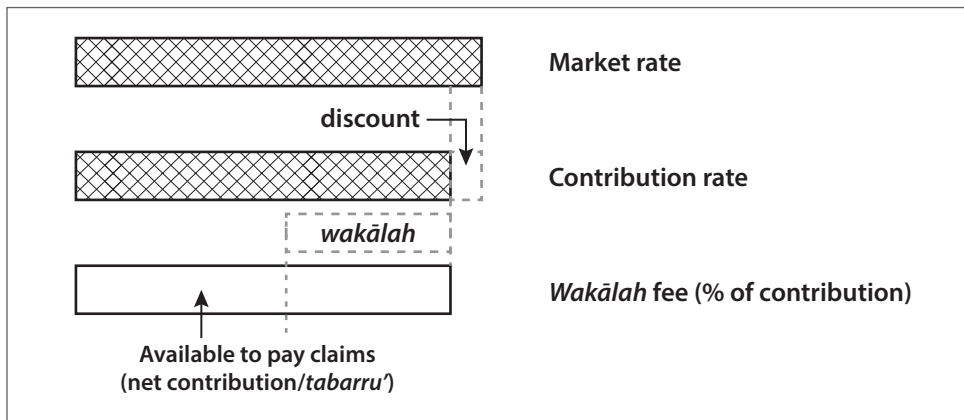 Market rate
discount
Contribution rate
wakālah
Wakālah fee (% of contribution)
Available to pay claims
(net contribution/tabarru’)